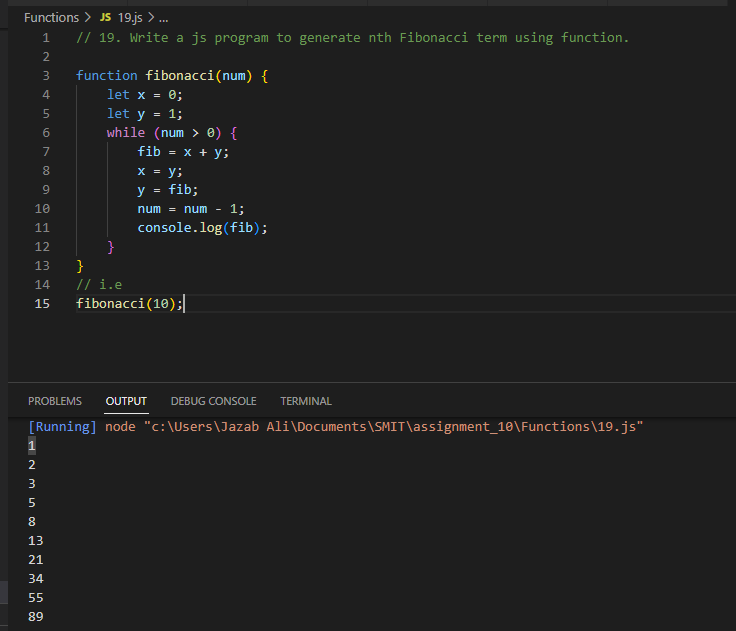 Functions > JS 19.js > ...
1 // 19. Write a js program to generate nth Fibonacci term using function.
2
3 function fibonacci(num) {
4     let x = 0;
5     let y = 1;
6     while (num > 0) {
7         fib = x + y;
8         x = y;
9         y = fib;
10         num = num - 1;
11         console.log(fib);
12     }
13 }
14 // i.e
15 fibonacci(10);
PROBLEMS OUTPUT DEBUG CONSOLE TERMINAL
[Running] node "c:\Users\Jazab Ali\Documents\SMIT\assignment_10\Functions\19.js"
1
2
3
5
8
13
21
34
55
89